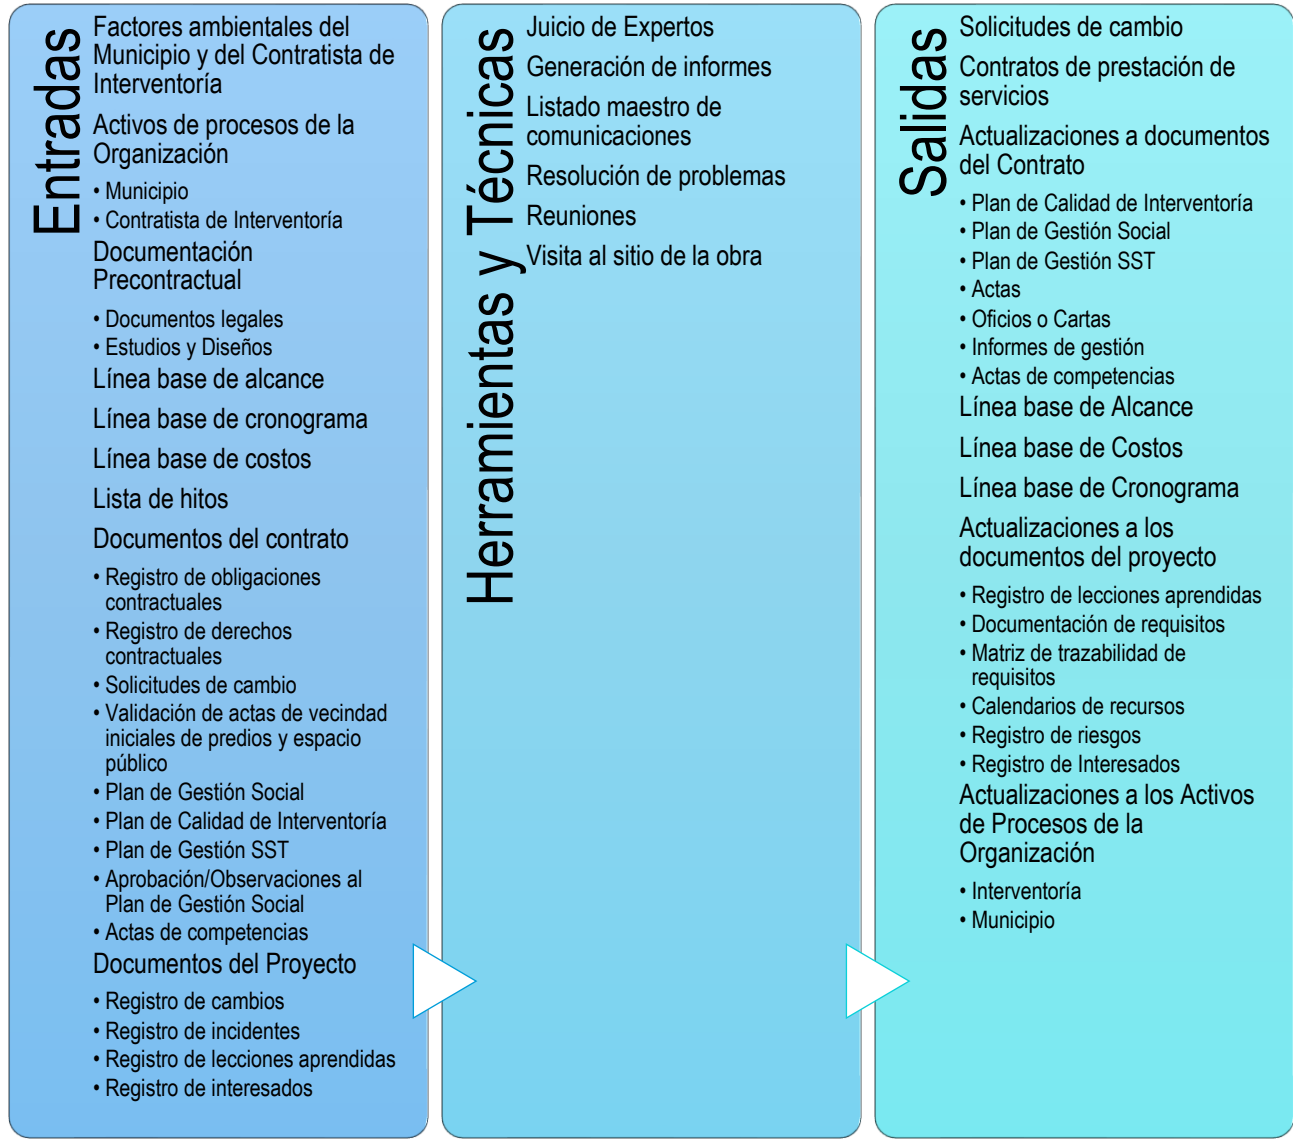 Entradas
Factores ambientales del
Municipio y del Contratista de
Interventoría
Activos de procesos de la
Organización
• Municipio
• Contratista de Interventoría
Documentación
Precontractual
• Documentos legales
• Estudios y Diseños
Línea base de alcance
Línea base de cronograma
Línea base de costos
Lista de hitos
Documentos del contrato
• Registro de obligaciones
contractuales
• Registro de derechos
contractuales
• Solicitudes de cambio
• Validación de actas de vecindad
iniciales de predios y espacio
público
• Plan de Gestión Social
• Plan de Calidad de Interventoría
• Plan de Gestión SST
• Aprobación/Observaciones al
Plan de Gestión Social
• Actas de competencias
Documentos del Proyecto
• Registro de cambios
• Registro de incidentes
• Registro de lecciones aprendidas
• Registro de interesados
Herramientas y Técnicas
Juicio de Expertos
Generación de informes
Listado maestro de
comunicaciones
Resolución de problemas
Reuniones
Visita al sitio de la obra
Salidas
Solicitudes de cambio
Contratos de prestación de
servicios
Actualizaciones a documentos
del Contrato
• Plan de Calidad de Interventoría
• Plan de Gestión Social
• Plan de Gestión SST
• Actas
• Oficios o Cartas
• Informes de gestión
• Actas de competencias
Línea base de Alcance
Línea base de Costos
Línea base de Cronograma
Actualizaciones a los
documentos del proyecto
• Registro de lecciones aprendidas
• Documentación de requisitos
• Matriz de trazabilidad de
requisitos
• Calendarios de recursos
• Registro de riesgos
• Registro de Interesados
Actualizaciones a los Activos
de Procesos de la
Organización
• Interventoría
• Municipio